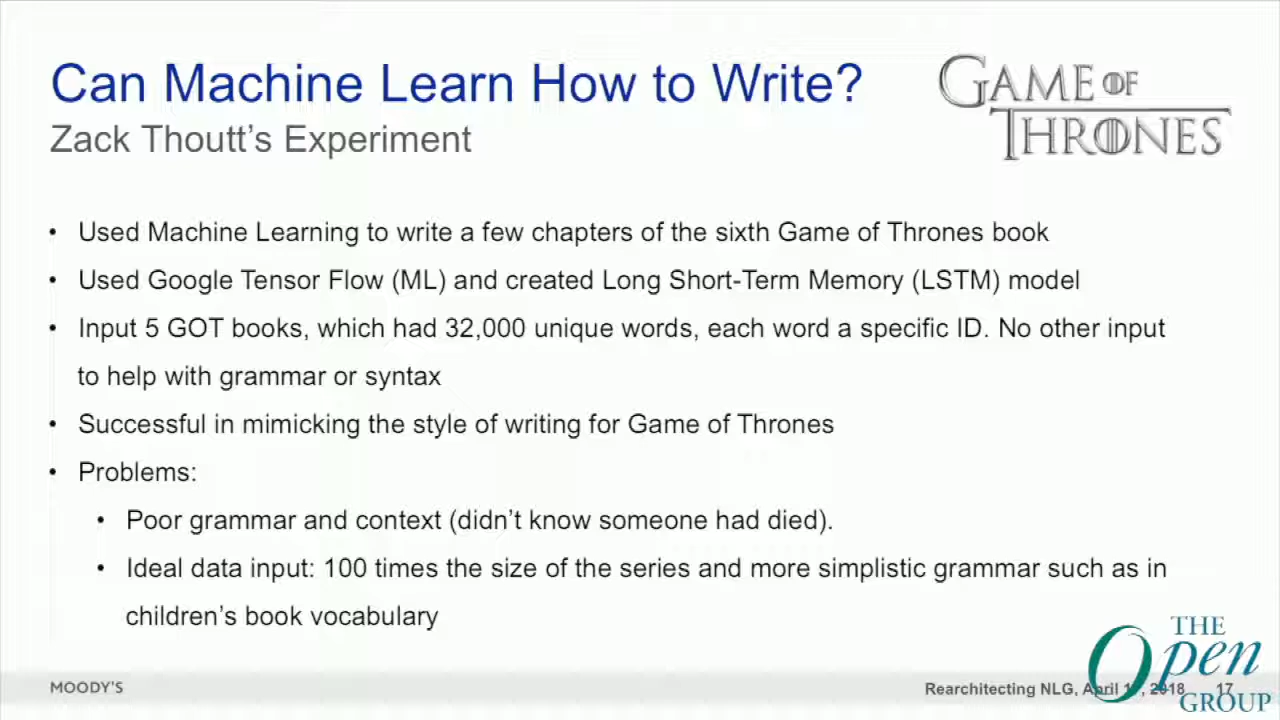 Can Machine Learn How to Write?
Zack Thoutt's Experiment
GAME OF
THRONES
• Used Machine Learning to write a few chapters of the sixth Game of Thrones book
• Used Google Tensor Flow (ML) and created Long Short-Term Memory (LSTM) model
• Input 5 GOT books, which had 32,000 unique words, each word a specific ID. No other input
to help with grammar or syntax
• Successful in mimicking the style of writing for Game of Thrones
• Problems:
• Poor grammar and context (didn't know someone had died).
• Ideal data input: 100 times the size of the series and more simplistic grammar such as in
children's book vocabulary
MOODY'S
Rearchitecting NLG, April 2018 17
THE
Open
GROUP